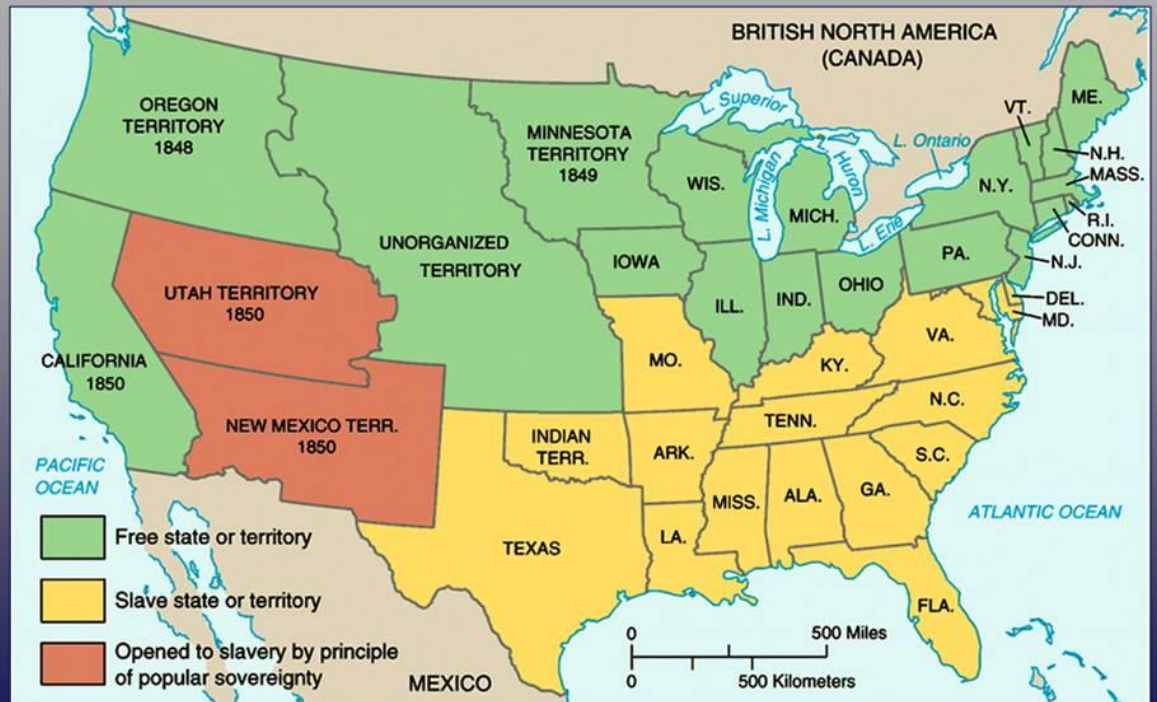 BRITISH NORTH AMERICA
(CANADA)
OREGON
TERRITORY
1848
MINNESOTA
TERRITORY
1849
L. Superior
L. Michigan
Huron
L. Ontario
L. Erie
VT.
ME.
N.H.
MASS.
N.Y.
R.I.
CONN.
WIS.
MICH.
UNORGANIZED
TERRITORY
IOWA
PA.
N.J.
UTAH TERRITORY
1850
ILL.
IND.
OHIO
DEL.
MD.
CALIFORNIA
1850
MO.
KY.
VA.
NEW MEXICO TERR.
1850
INDIAN
TERR.
ARK.
TENN.
N.C.
S.C.
PACIFIC
OCEAN
MISS.
ALA.
GA.
ATLANTIC OCEAN
TEXAS
LA.
FLA.
Free state or territory
Slave state or territory
Opened to slavery by principle
of popular sovereignty
MEXICO
0 500 Miles
0 500 Kilometers